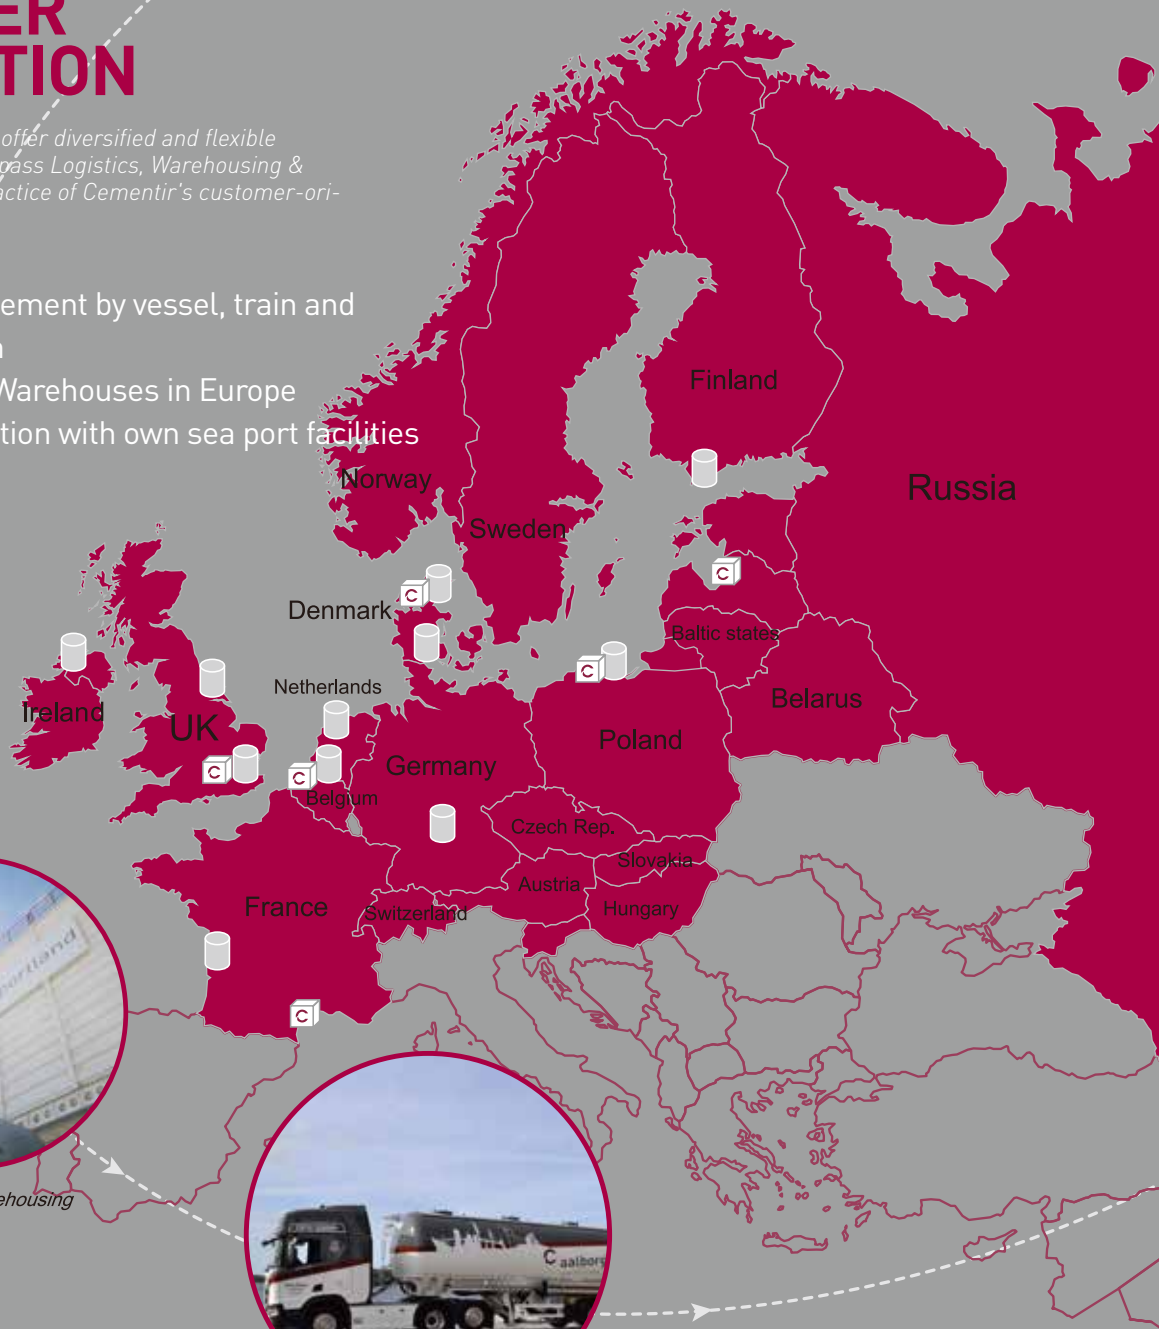 ER
TION
offer diversified and flexible
pass Logistics, Warehousing &
actice of Cementir's customer-ori-
ement by vessel, train and
Warehouses in Europe
tion with own sea port facilities
Finland
Norway
Russia
Sweden
Denmark
Baltic states
Netherlands
Belarus
Ireland
UK
Poland
Germany
Belgium
Czech Rep.
Slovakia
Austria
France
Switzerland
Hungary
portland
ehousing
C aalborg
C
C
C
C
C
C